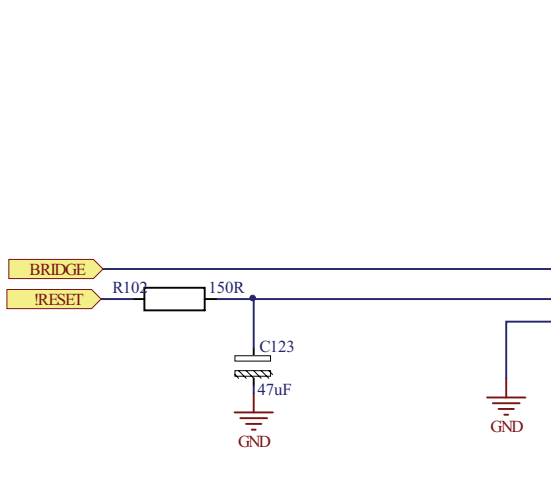 BRIDGE
R102 150R
!RESET
C123
47uF
GND
GND